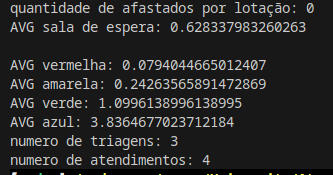 quantidade de afastados por lotação: 0
AVG sala de espera: 0.628337983260263
AVG vermelha: 0.0794044665012407
AVG amarela: 0.24263565891472869
AVG verde: 1.0996138996138995
AVG azul: 3.8364677023712184
numero de triagens: 3
numero de atendimentos: 4